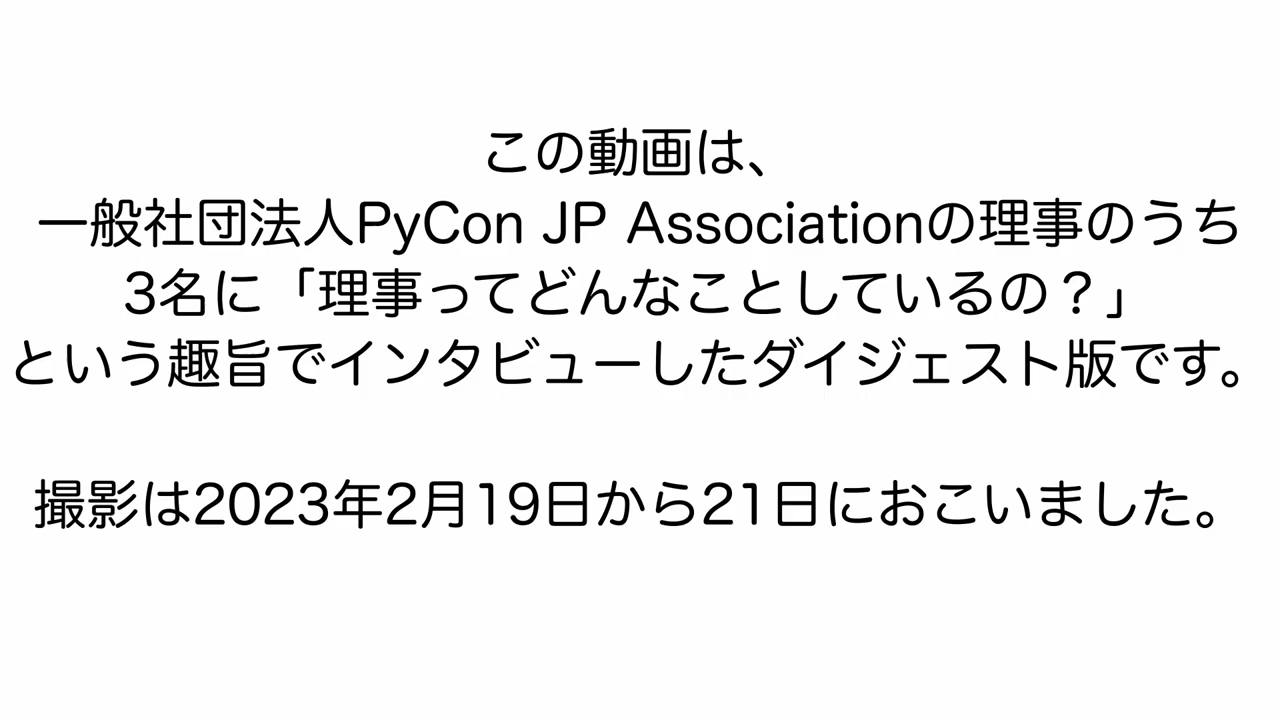 この動画は、
一般社団法人PyCon JP Associationの理事のうち
3名に「理事ってどんなことしているの？」
という趣旨でインタビューしたダイジェスト版です。
撮影は2023年2月19日から21日におこいました。